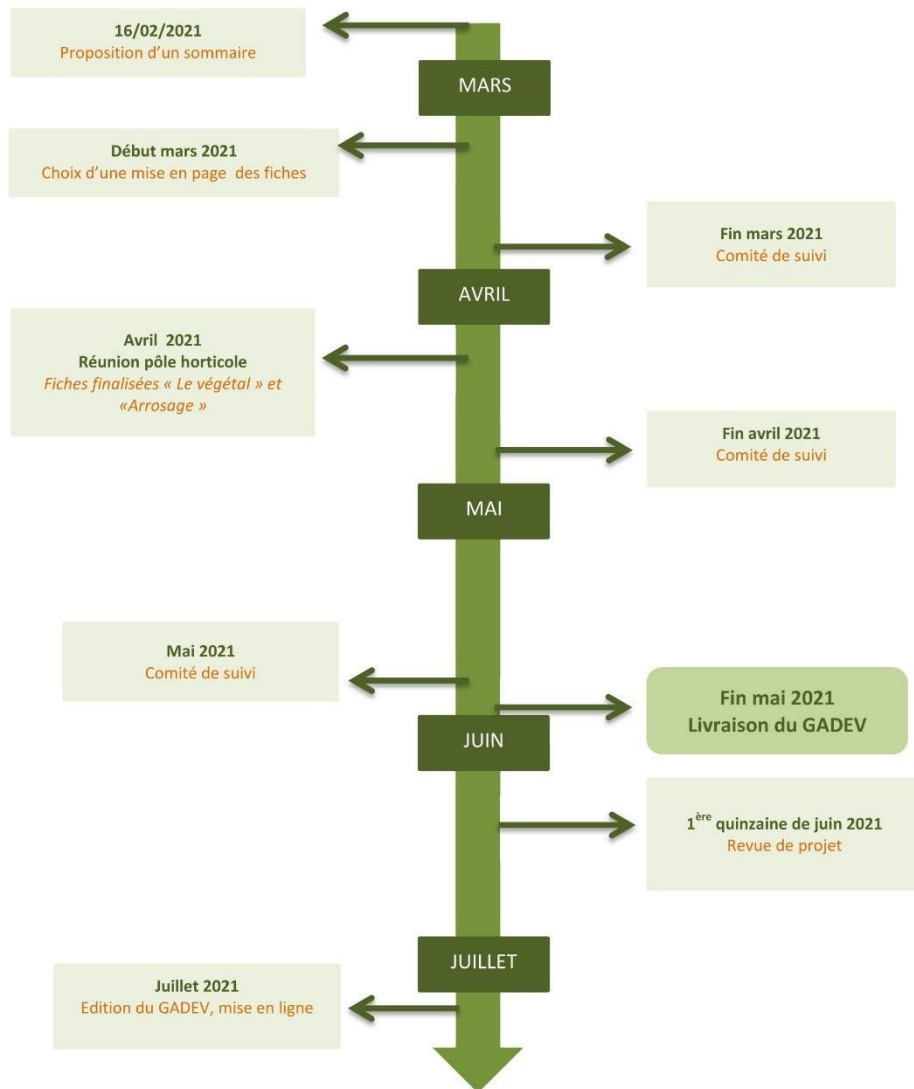 16/02/2021
Proposition d’un sommaire
MARS
Début mars 2021
Choix d’une mise en page des fiches
Fin mars 2021
Comité de suivi
AVRIL
Avril 2021
Réunion pôle horticole
Fiches finalisées « Le végétal » et
«Arrosage »
Fin avril 2021
Comité de suivi
MAI
Mai 2021
Comité de suivi
Fin mai 2021
Livraison du GADEV
JUIN
1ère quinzaine de juin 2021
Revue de projet
JUILLET
Juillet 2021
Edition du GADEV, mise en ligne